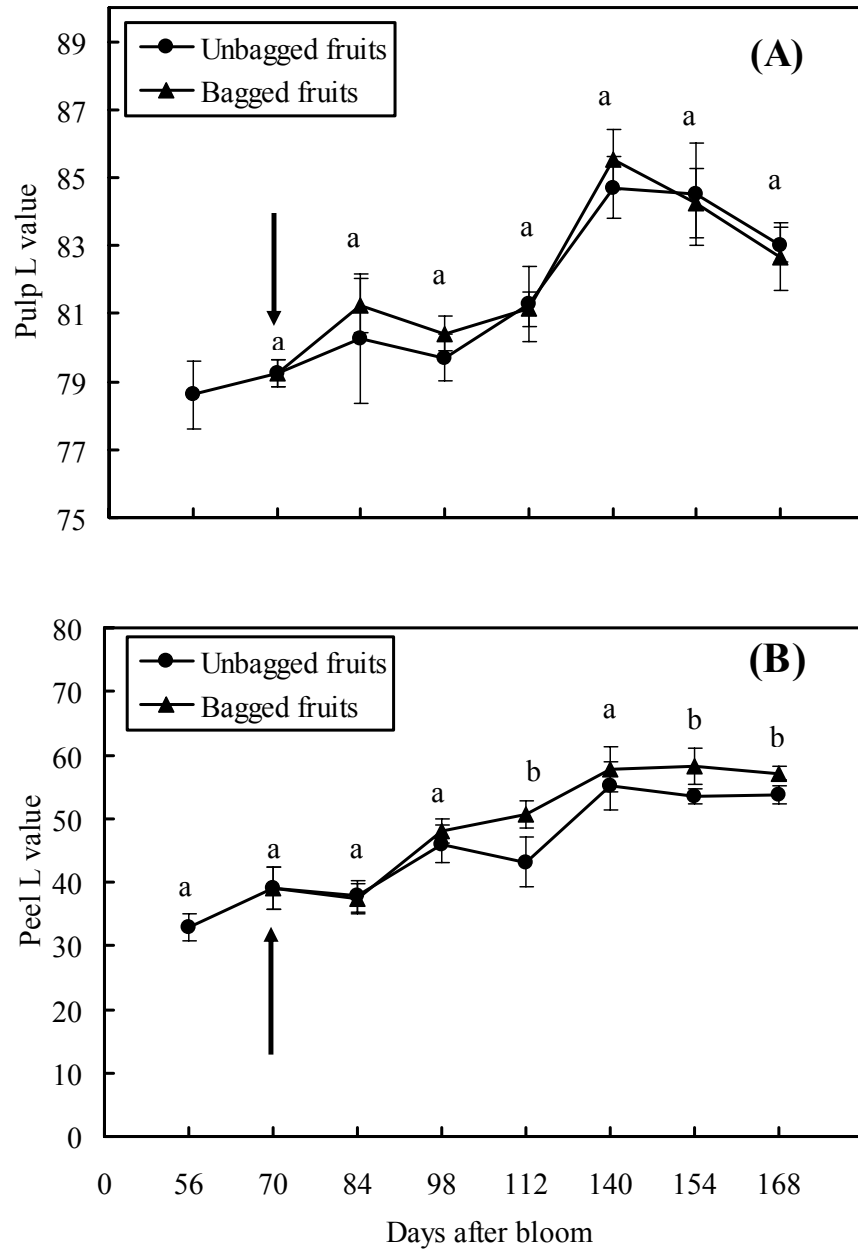 89
87
85
83
81
79
77
75
Pulp L value
Unbagged fruits
Bagged fruits
(A)
a
a
a
a
a
a
a
80
70
60
50
40
30
20
10
0
Peel L value
Unbagged fruits
Bagged fruits
(B)
a
a
a
a
b
a
b
b
0 56 70 84 98 112 140 154 168
Days after bloom